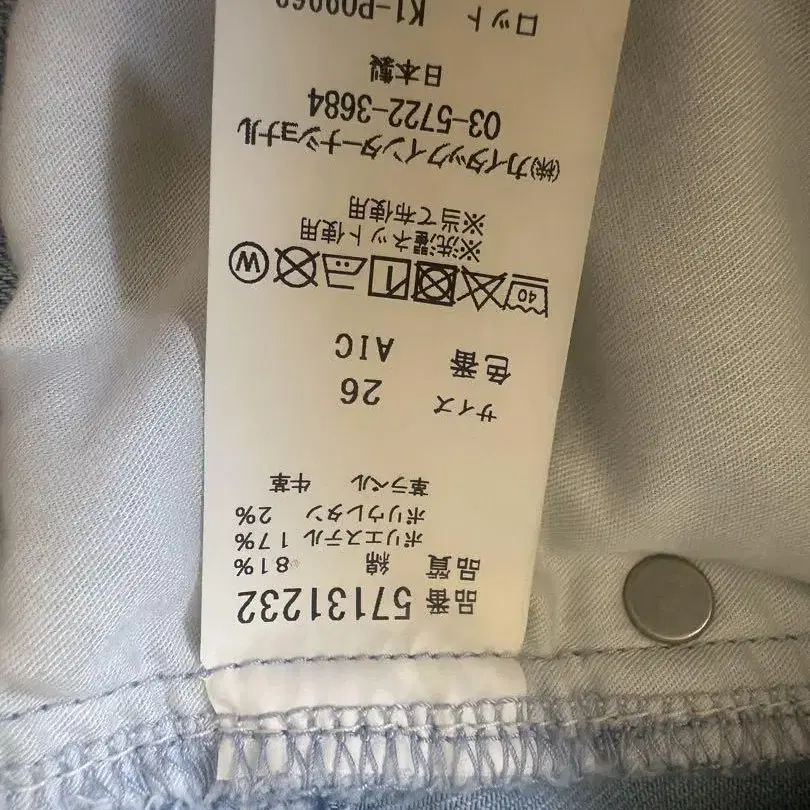 品番 57131232
品質 綿 81%
ポリエステル 17%
ポリウレタン 2%
革ラベル 牛革
サイズ 26
色番 AIC
40 W
※洗濯ネット使用
※当て布使用
(株)カイタックインターナショナル
03-5722-3684
日本製
ロット